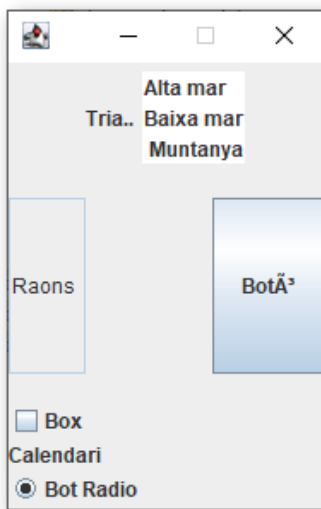 Alta mar
Tria.. Baixa mar
Muntanya
Raons
BotÃ³
Box
Calendari
Bot Radio